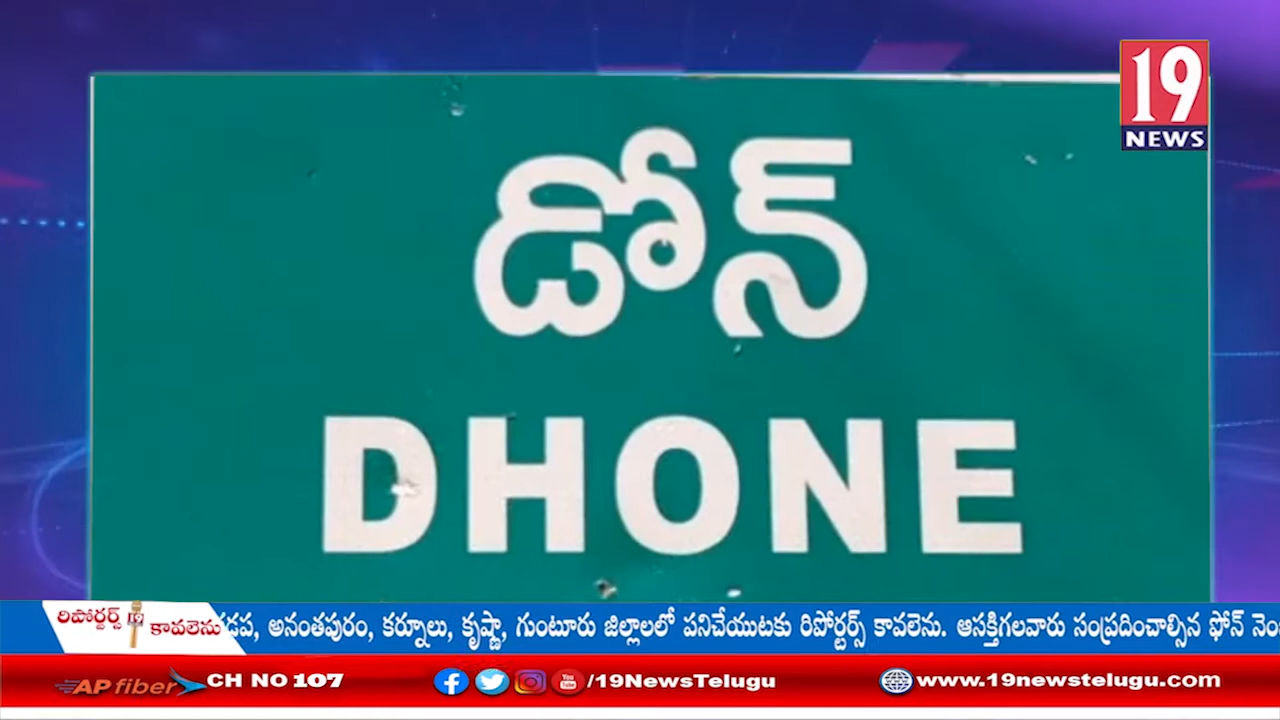 19
NEWS
డోన్
DHONE
రిపోర్టర్స్
కావలెను
అనంతపురం, కర్నూలు, కృష్ణా, గుంటూరు జిల్లాలలో పనిచేయుటకు రిపోర్టర్స్ కావలెను. ఆసక్తిగలవారు సంప్రదించాల్సిన ఫోన్
AP fiber CH NO 107 /19NewsTelugu www.19newstelugu.com